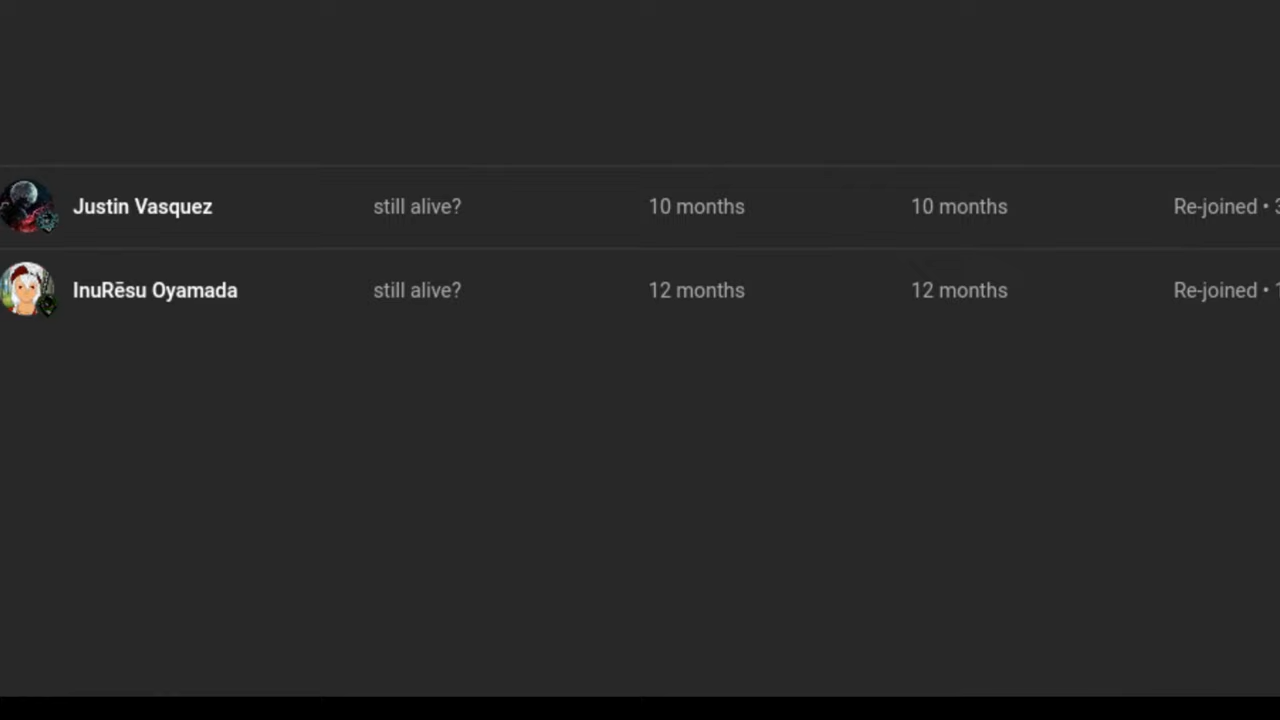 Justin Vasquez still alive? 10 months 10 months Re-joined •
InuRēsu Oyamada still alive? 12 months 12 months Re-joined •